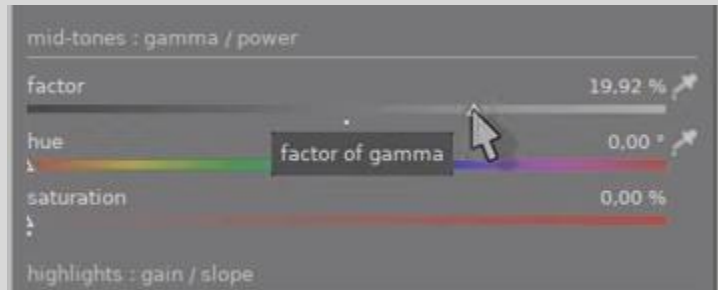 mid-tones : gamma / power
factor 19,92 %
hue 0,00 °
factor of gamma
saturation 0,00 %
highlights : gain / slope